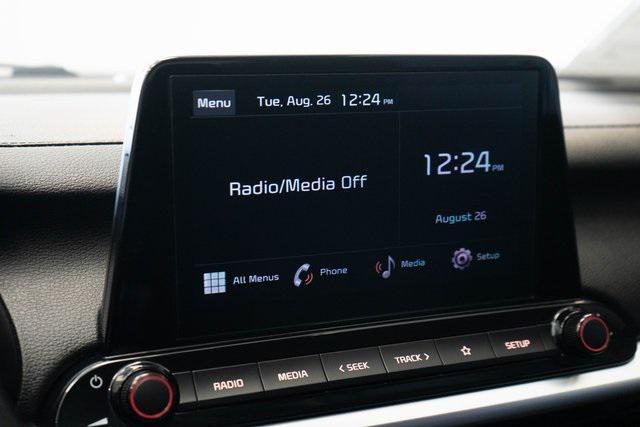 Menu Tue, Aug. 26 12:24 PM
Radio/Media Off
12:24 PM
August 26
All Menus Phone Media Setup
RADIO MEDIA < SEEK TRACK > SETUP